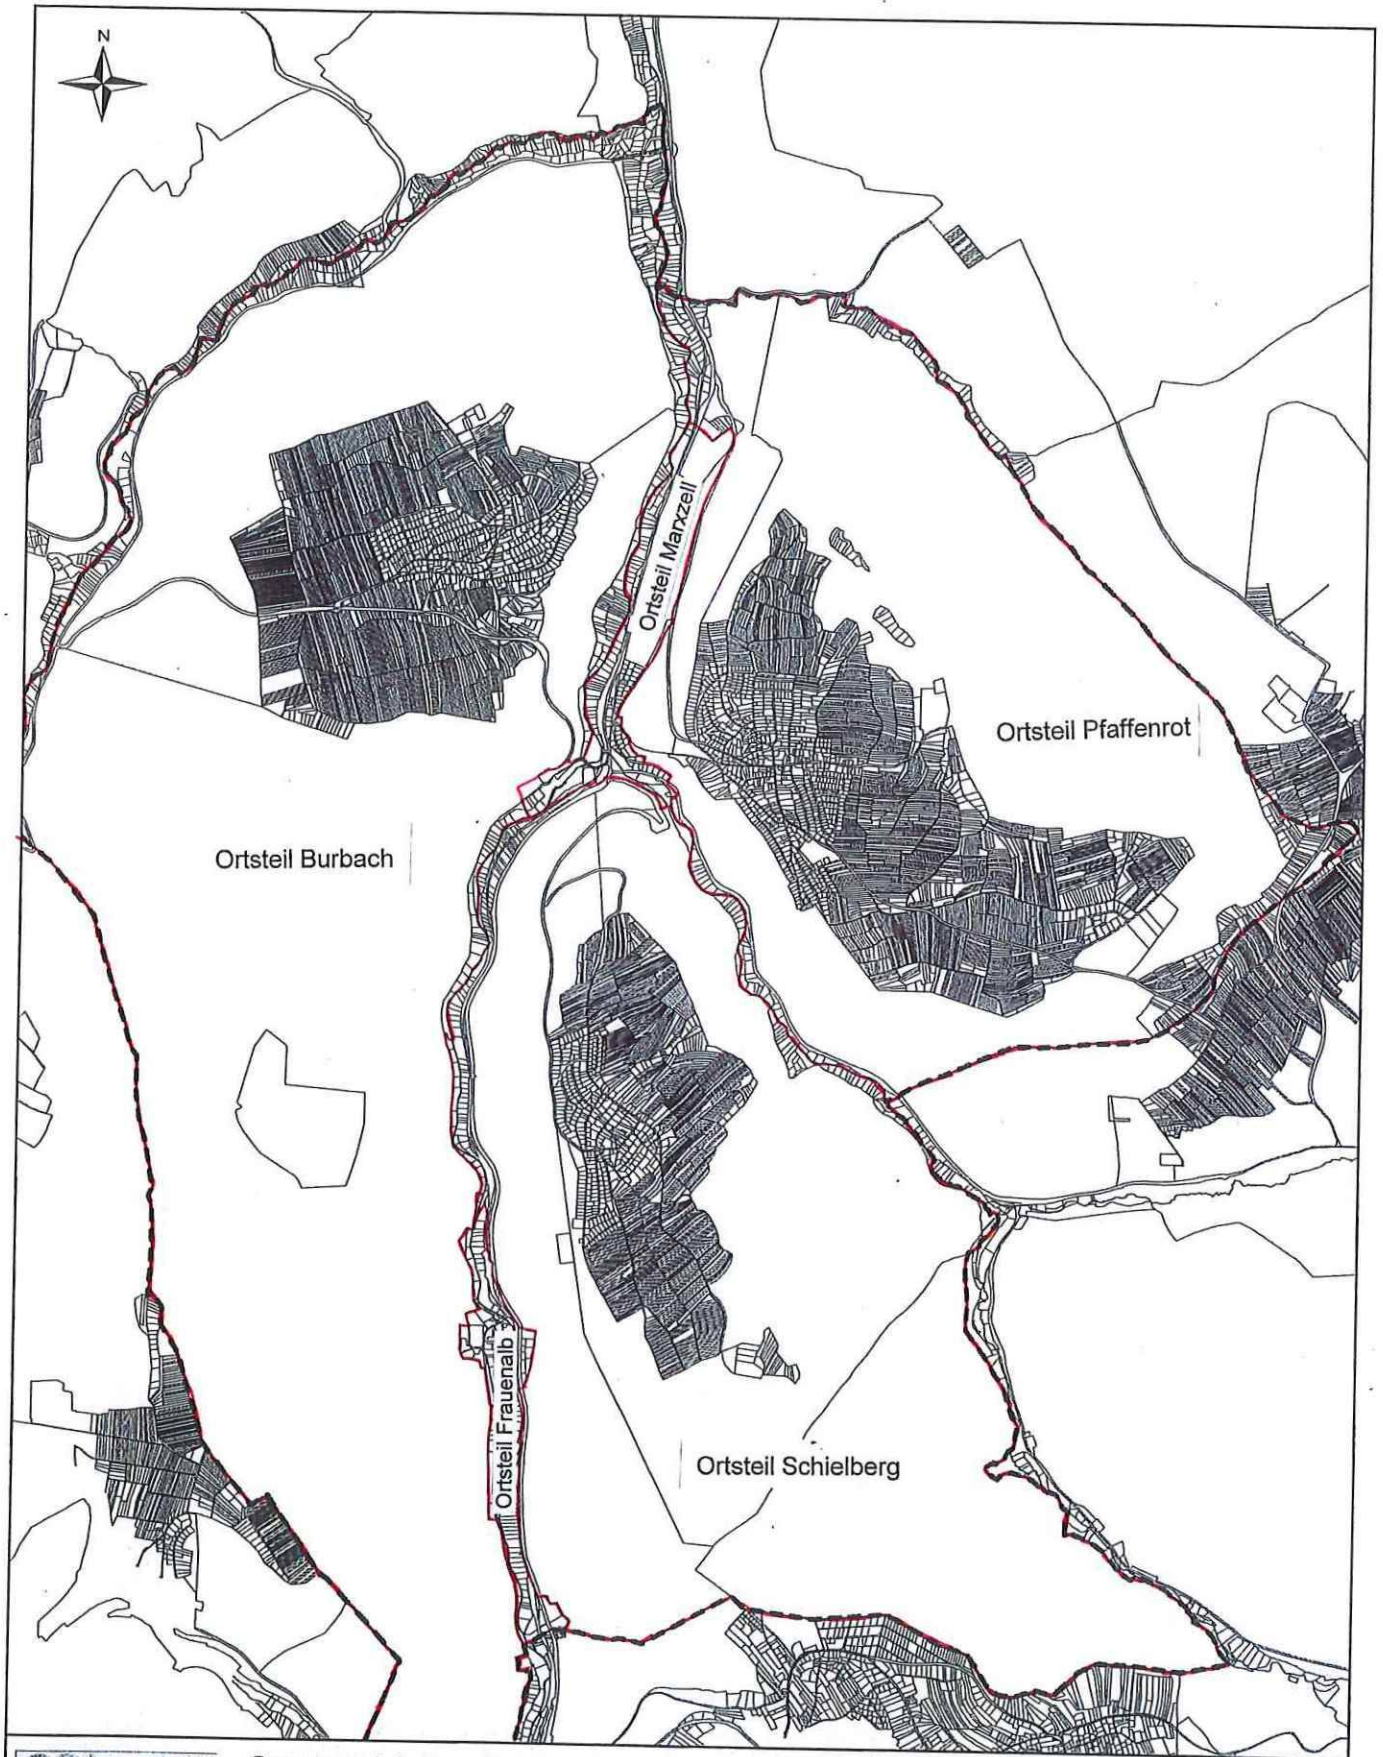 N
Ortsteil Marxzell
Ortsteil Pfaffenrot
Ortsteil Burbach
Ortsteil Frauenalb
Ortsteil Schielberg